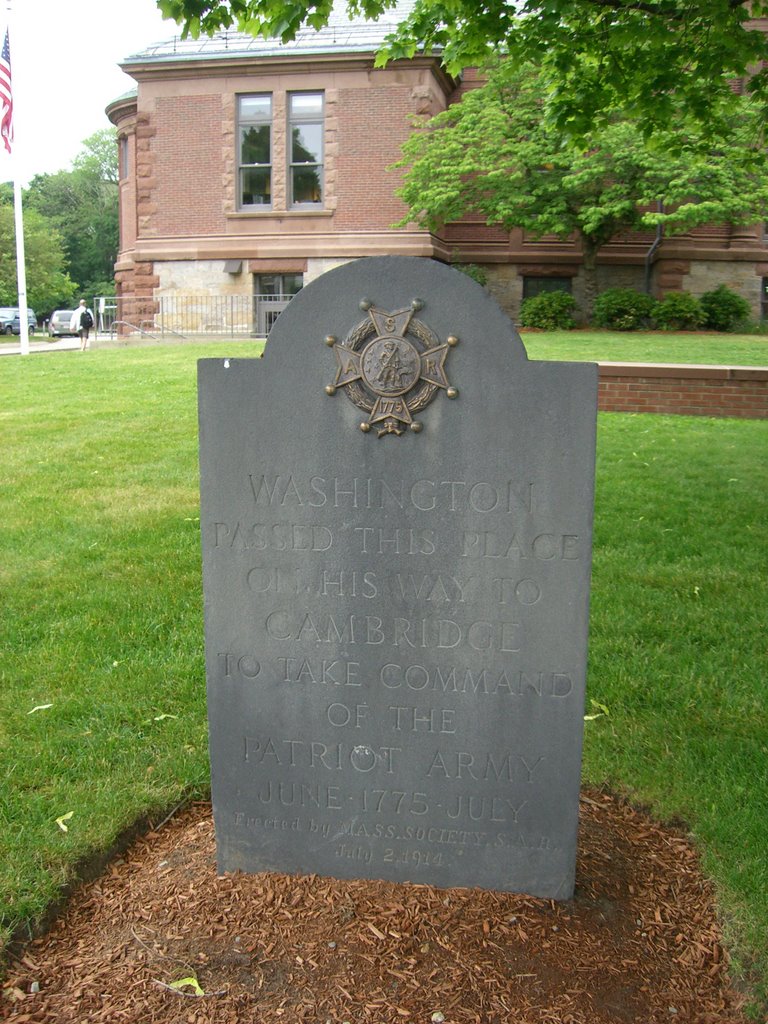 S
A R
1775
WASHINGTON
PASSED THIS PLACE
ON HIS WAY TO
CAMBRIDGE
TO TAKE COMMAND
OF THE
PATRIOT ARMY
JUNE · 1775 · JULY
Erected by MASS. SOCIETY, S.A.R.
July 2, 1914